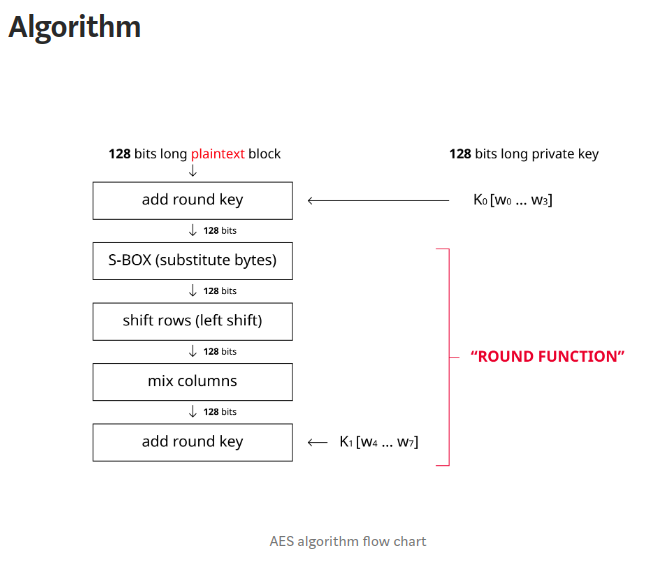 Algorithm
128 bits long plaintext block
128 bits long private key
add round key
K₀ [w₀ ... w₃]
128 bits
S-BOX (substitute bytes)
128 bits
shift rows (left shift)
128 bits
“ROUND FUNCTION”
mix columns
128 bits
add round key
K₁ [w₄ ... w₇]
AES algorithm flow chart